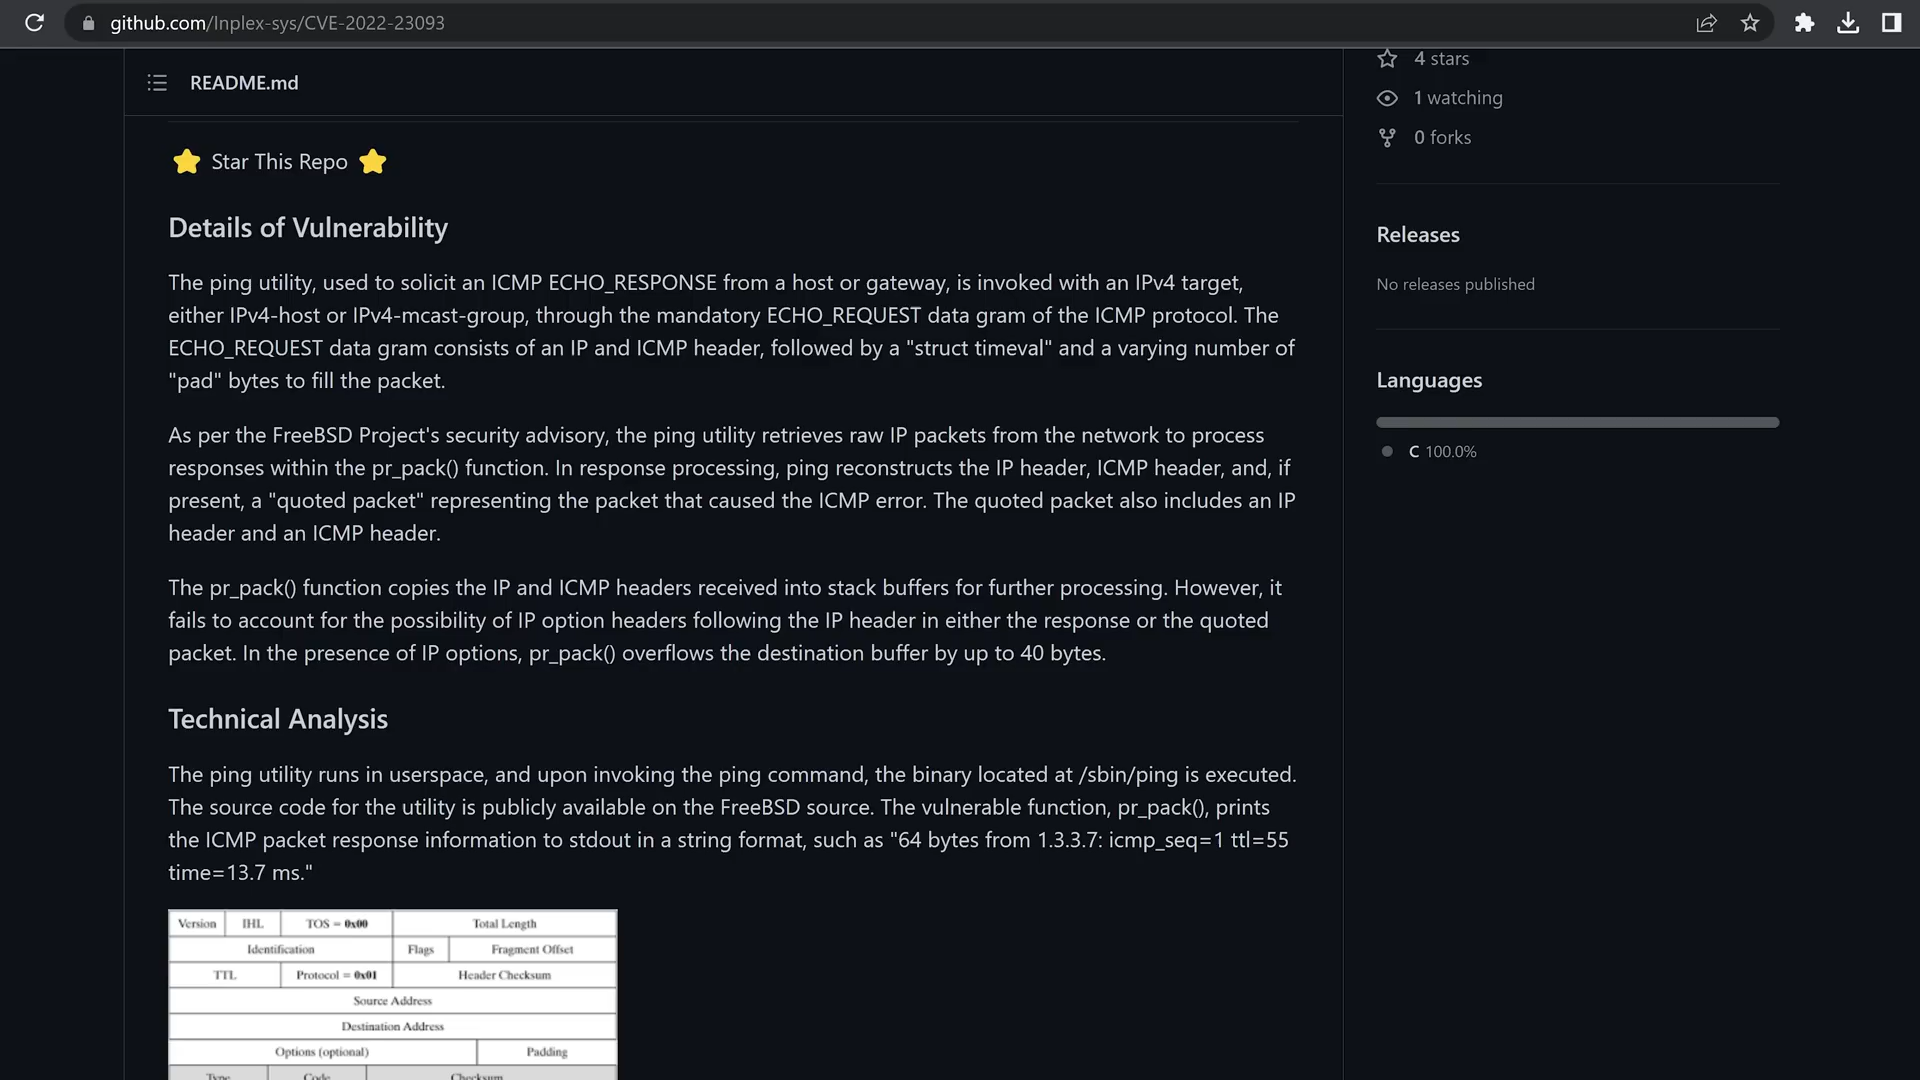 github.com/Inplex-sys/CVE-2022-23093
README.md
4 stars
1 watching
0 forks
Star This Repo
Details of Vulnerability
The ping utility, used to solicit an ICMP ECHO_RESPONSE from a host or gateway, is invoked with an IPv4 target,
either IPv4-host or IPv4-mcast-group, through the mandatory ECHO_REQUEST data gram of the ICMP protocol. The
ECHO_REQUEST data gram consists of an IP and ICMP header, followed by a "struct timeval" and a varying number of
"pad" bytes to fill the packet.
As per the FreeBSD Project's security advisory, the ping utility retrieves raw IP packets from the network to process
responses within the pr_pack() function. In response processing, ping reconstructs the IP header, ICMP header, and, if
present, a "quoted packet" representing the packet that caused the ICMP error. The quoted packet also includes an IP
header and an ICMP header.
The pr_pack() function copies the IP and ICMP headers received into stack buffers for further processing. However, it
fails to account for the possibility of IP option headers following the IP header in either the response or the quoted
packet. In the presence of IP options, pr_pack() overflows the destination buffer by up to 40 bytes.
Technical Analysis
The ping utility runs in userspace, and upon invoking the ping command, the binary located at /sbin/ping is executed.
The source code for the utility is publicly available on the FreeBSD source. The vulnerable function, pr_pack(), prints
the ICMP packet response information to stdout in a string format, such as "64 bytes from 1.3.3.7: icmp_seq=1 ttl=55
time=13.7 ms."
Version IHL TOS = 0x00 Total Length
Identification Flags Fragment Offset
TTL Protocol = 0x01 Header Checksum
Source Address
Destination Address
Options (optional) Padding
Type Code Checksum
Releases
No releases published
Languages
C 100.0%